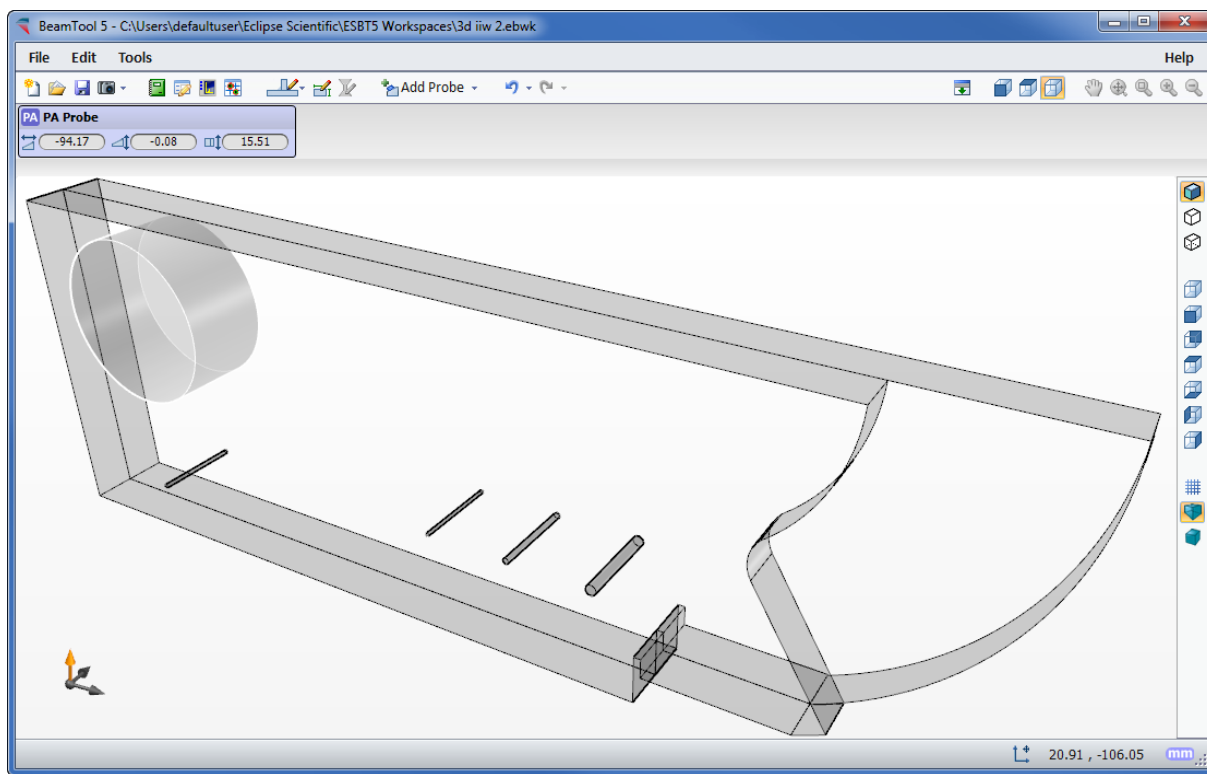 BeamTool 5 - C:\Users\defaultuser\Eclipse Scientific\ESBT5 Workspaces\3d iiw 2.ebwk
File Edit Tools Help
Add Probe
PA PA Probe
-94.17 -0.08 15.51
20.91 , -106.05 mm